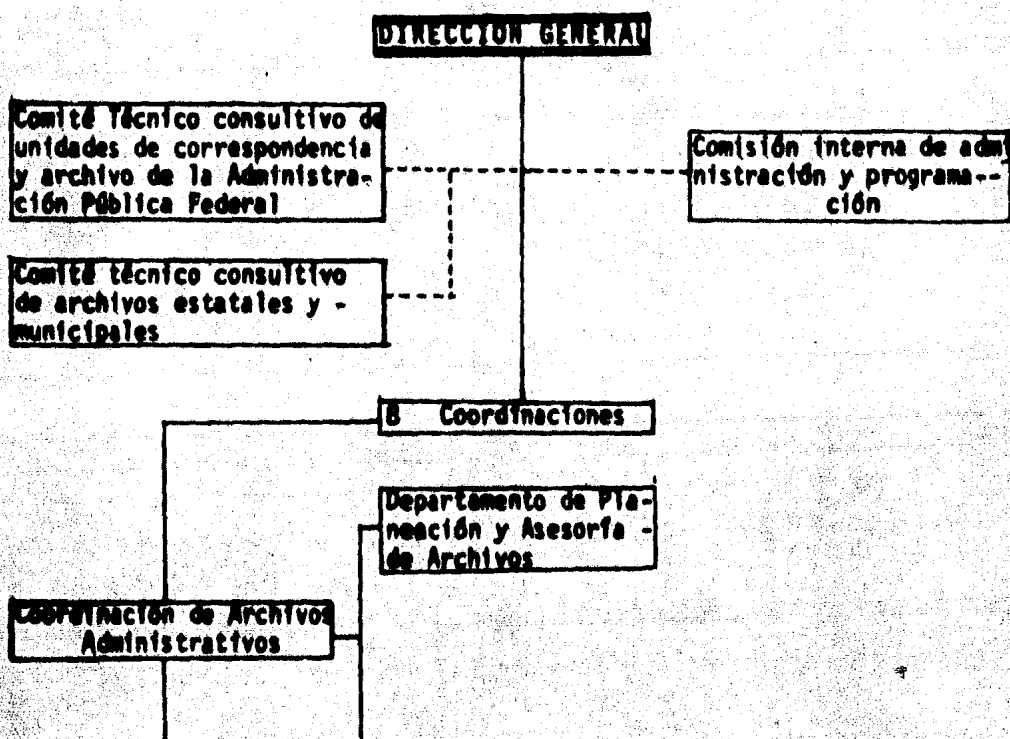 DIRECCION GENERAL
Comité Técnico consultivo de
unidades de correspondencia
y archivo de la Administra-
ción Pública Federal
Comisión interna de admi
nistración y programa--
ción
Comité técnico consultivo
de archivos estatales y -
municipales
8 Coordinaciones
Departamento de Pla-
neación y Asesoría -
de Archivos
Coordinación de Archivos
Administrativos